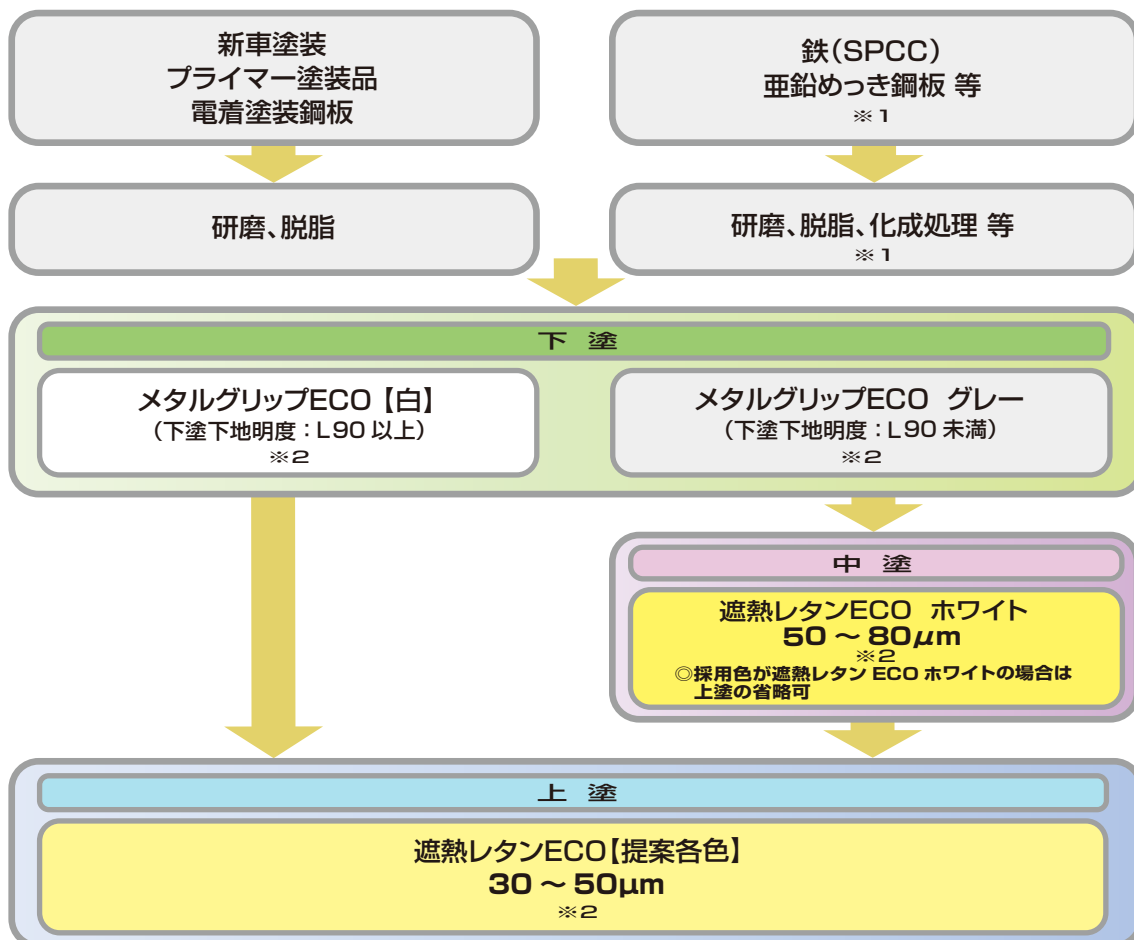 新車塗装
プライマー塗装品
電着塗装鋼板
鉄(SPCC)
亜鉛めっき鋼板 等
※1
研磨、脱脂
研磨、脱脂、化成処理 等
※1
下 塗
メタルグリップECO【白】
(下塗下地明度：L90 以上)
※2
メタルグリップECO グレー
(下塗下地明度：L90 未満)
※2
中 塗
遮熱レタンECO ホワイト
50 ～ 80μm
※2
◎採用色が遮熱レタン ECO ホワイトの場合は
上塗の省略可
上 塗
遮熱レタンECO【提案各色】
30 ～ 50μm
※2